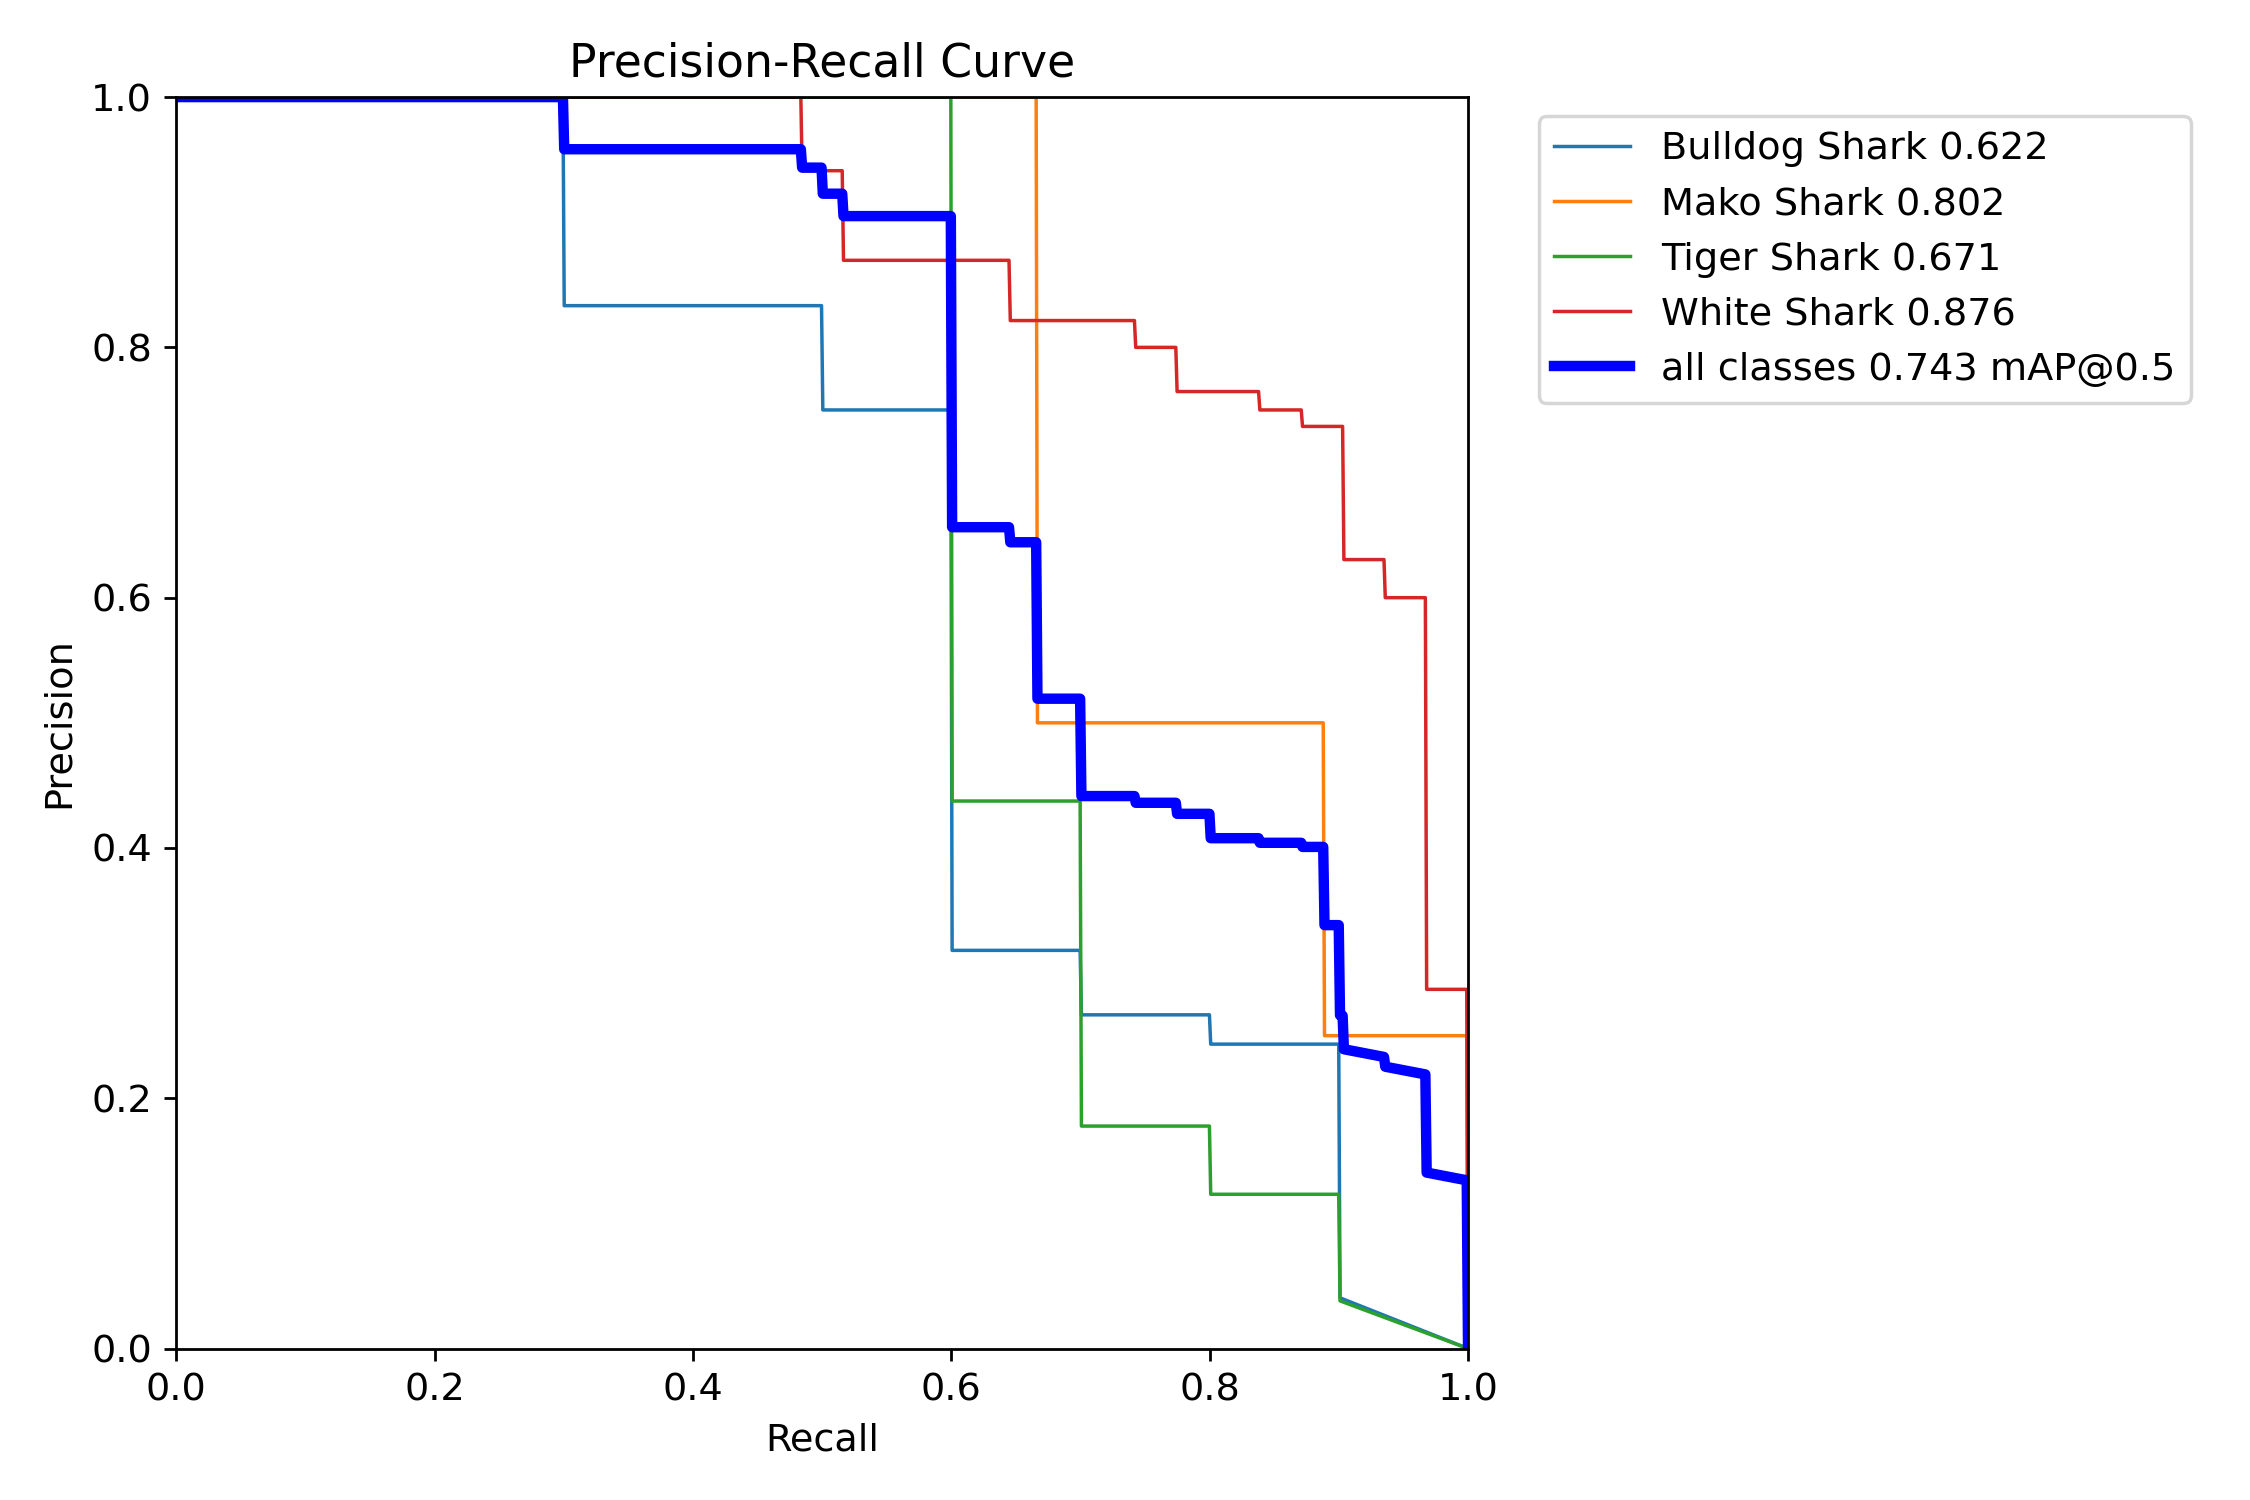 Precision-Recall Curve
1.0
0.8
0.6
0.4
0.2
0.0
Precision
0.0 0.2 0.4 0.6 0.8 1.0
Recall
Bulldog Shark 0.622
Mako Shark 0.802
Tiger Shark 0.671
White Shark 0.876
all classes 0.743 mAP@0.5